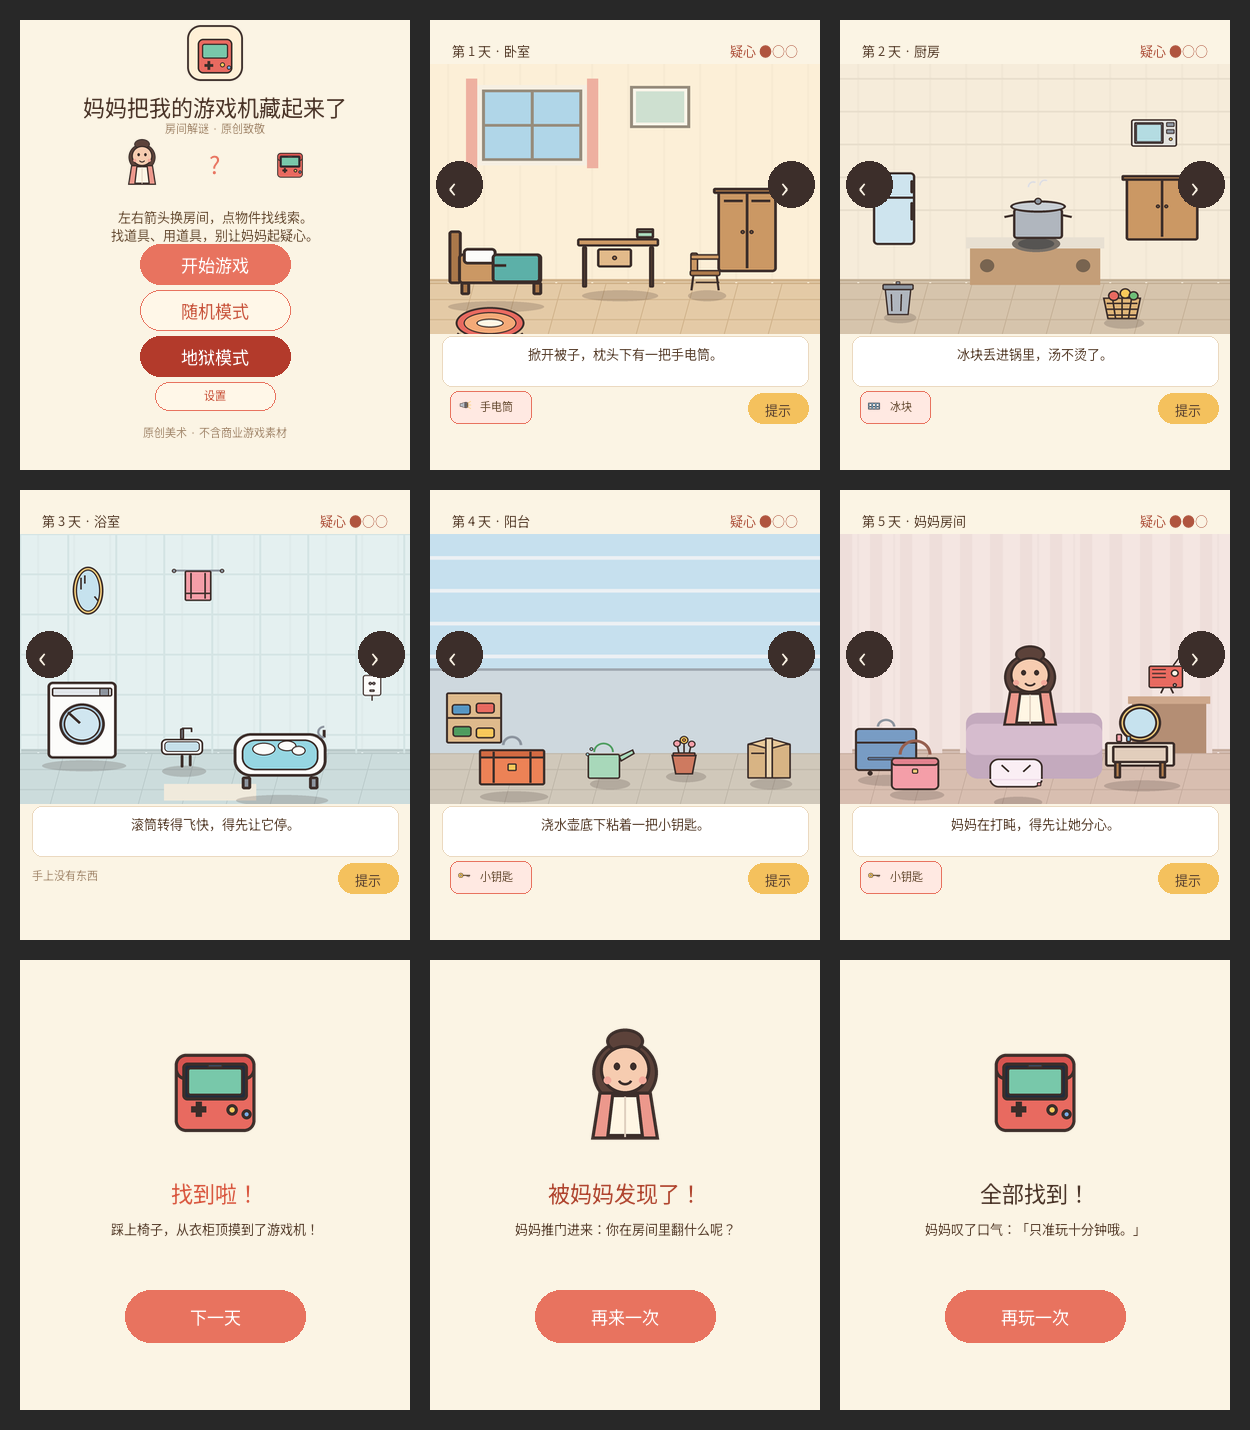 妈妈把我的游戏机藏起来了
房间解谜 · 原创致敬
?
左右箭头换房间，点物件找线索。
找道具、用道具，别让妈妈起疑心。
开始游戏
随机模式
地狱模式
设置
原创美术 · 不含商业游戏素材
第 1 天 · 卧室
疑心 ●○○
‹
›
掀开被子，枕头下有一把手电筒。
手电筒
提示
第 2 天 · 厨房
疑心 ●○○
‹
›
冰块丢进锅里，汤不烫了。
冰块
提示
第 3 天 · 浴室
疑心 ●○○
‹
›
滚筒转得飞快，得先让它停。
手上没有东西
提示
第 4 天 · 阳台
疑心 ●○○
‹
›
浇水壶底下粘着一把小钥匙。
小钥匙
提示
第 5 天 · 妈妈房间
疑心 ●●○
‹
›
妈妈在打盹，得先让她分心。
小钥匙
提示
找到啦！
踩上椅子，从衣柜顶摸到了游戏机！
下一天
被妈妈发现了！
妈妈推门进来：你在房间里翻什么呢？
再来一次
全部找到！
妈妈叹了口气：「只准玩十分钟哦。」
再玩一次